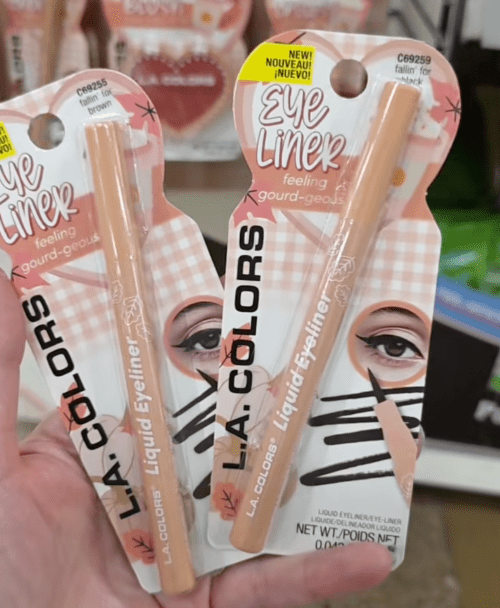 C69255
fallin' for
brown
eye
Liner
feeling
gourd-geous
L.A. COLORS
L.A. COLORS® Liquid Eyeliner
NEW!
NOUVEAU!
¡NUEVO!
C69259
fallin' for
black
Eye
Liner
feeling
gourd-geous
L.A. COLORS
L.A. COLORS® Liquid Eyeliner
LIQUID EYELINER/EYE-LINER
LIQUIDE/DELINEADOR LIQUIDO
NET WT./POIDS NET